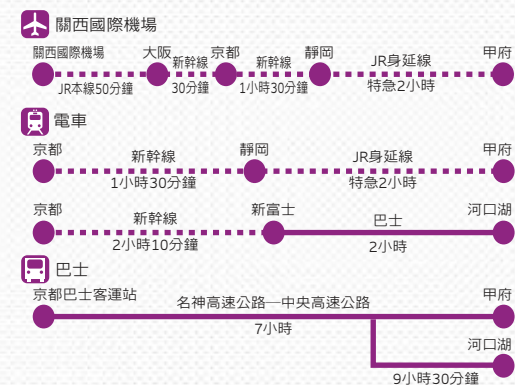 關西國際機場
關西國際機場 大阪 新幹線 京都 新幹線 靜岡 JR身延線 甲府
JR本線50分鐘 30分鐘 1小時30分鐘 特急2小時
電車
京都 新幹線 靜岡 JR身延線 甲府
1小時30分鐘 特急2小時
京都 新幹線 新富士 巴士 河口湖
2小時10分鐘 2小時
巴士
京都巴士客運站 名神高速公路—中央高速公路 甲府
7小時
河口湖
9小時30分鐘